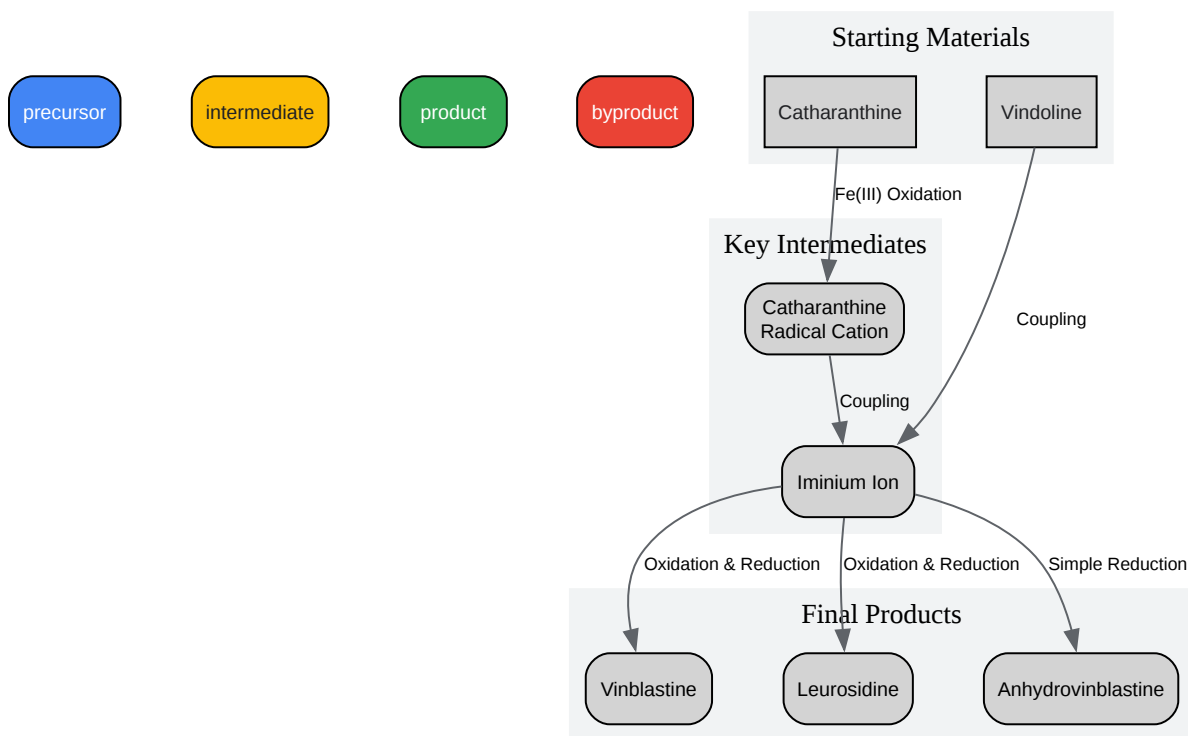 Starting Materials
precursor
intermediate
product
byproduct
Catharanthine
Vindoline
Fe(III) Oxidation
Key Intermediates
Catharanthine
Radical Cation
Coupling
Coupling
Iminium Ion
Oxidation & Reduction
Oxidation & Reduction
Simple Reduction
Final Products
Vinblastine
Leurosidine
Anhydrovinblastine